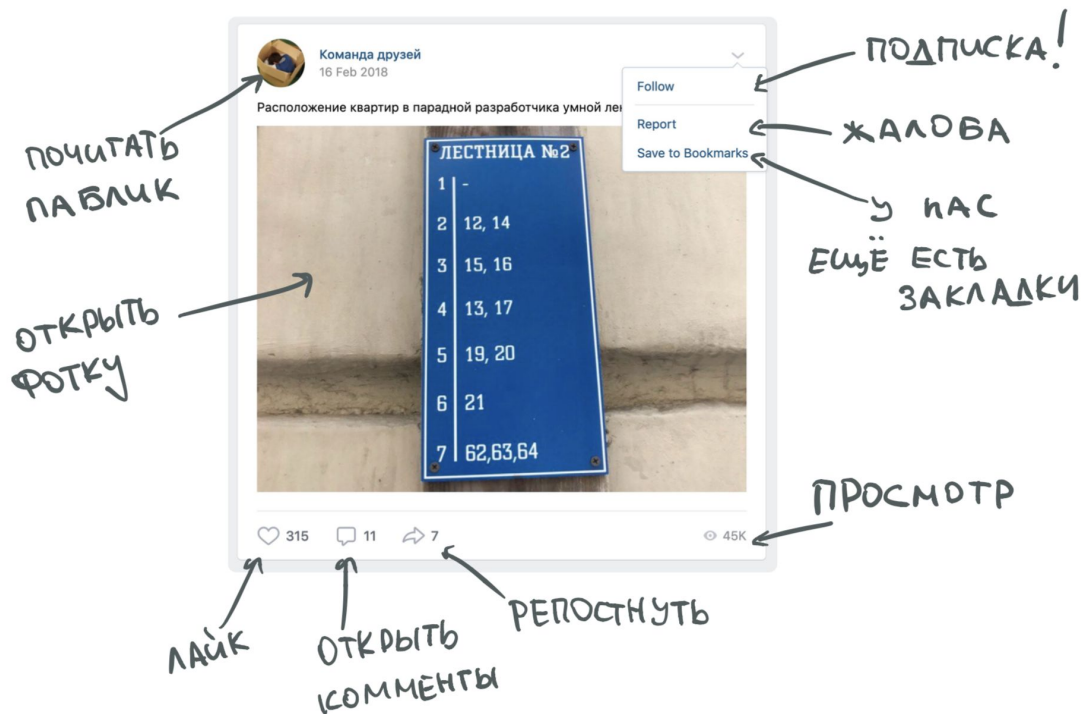 Команда друзей
16 Feb 2018
ПОДПИСКА!
Follow
Расположение квартир в парадной разработчика умной
Report
ЖАЛОБА
Save to Bookmarks
ПОЧИТАТЬ
ПАБЛИК
У НАС
ЕЩЁ ЕСТЬ
ЗАКЛАДКИ
ЛЕСТНИЦА №2
1 -
2 12, 14
3 15, 16
4 13, 17
5 19, 20
6 21
7 62,63,64
ОТКРЫТЬ
ФОТКУ
ПРОСМОТР
315 11 7 45K
ЛАЙК
ОТКРЫТЬ
КОММЕНТЫ
РЕПОСТНУТЬ